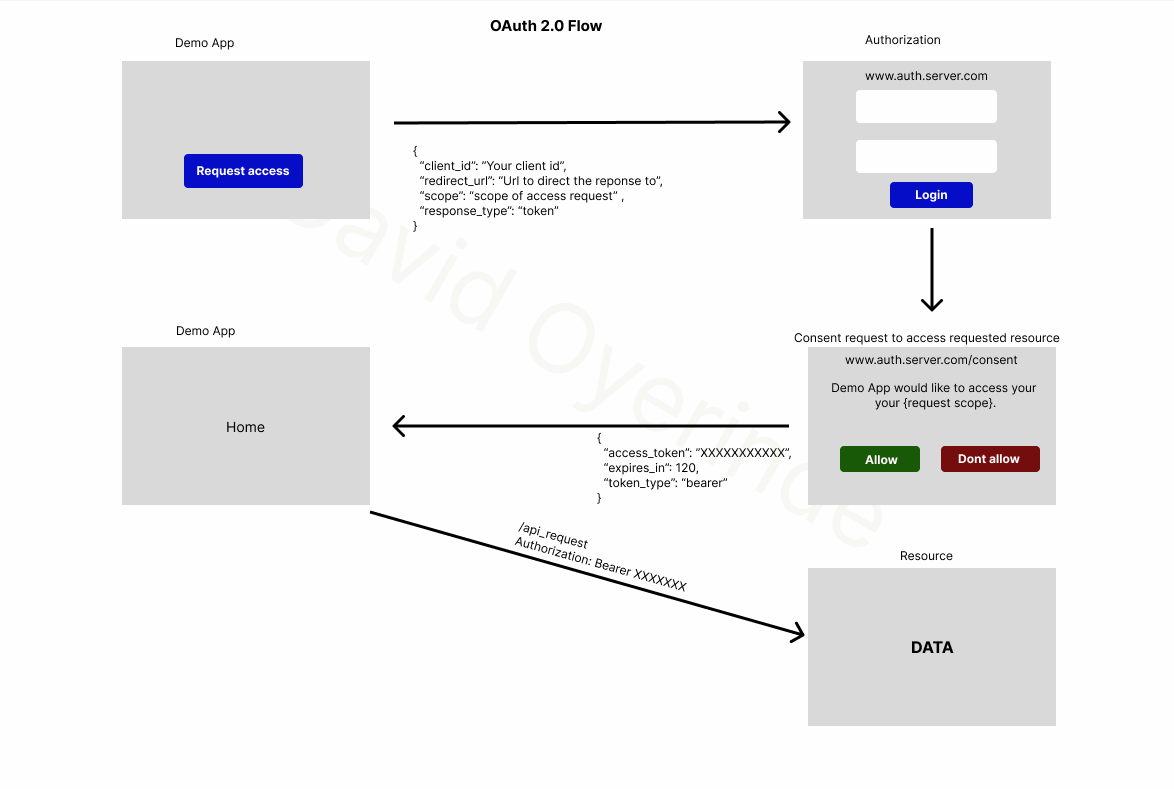 OAuth 2.0 Flow
Demo App
Request access
{
“client_id”: “Your client id”,
“redirect_url”: “Url to direct the reponse to”,
“scope”: “scope of access request” ,
“response_type”: “token”
}
Authorization
www.auth.server.com
Login
Consent request to access requested resource
www.auth.server.com/consent
Demo App would like to access your
your {request scope}.
Allow
Dont allow
{
“access_token”: “XXXXXXXXXXX”,
“expires_in”: 120,
“token_type”: “bearer”
}
Demo App
Home
/api_request
Authorization: Bearer XXXXXXX
Resource
DATA
David Oyerinde